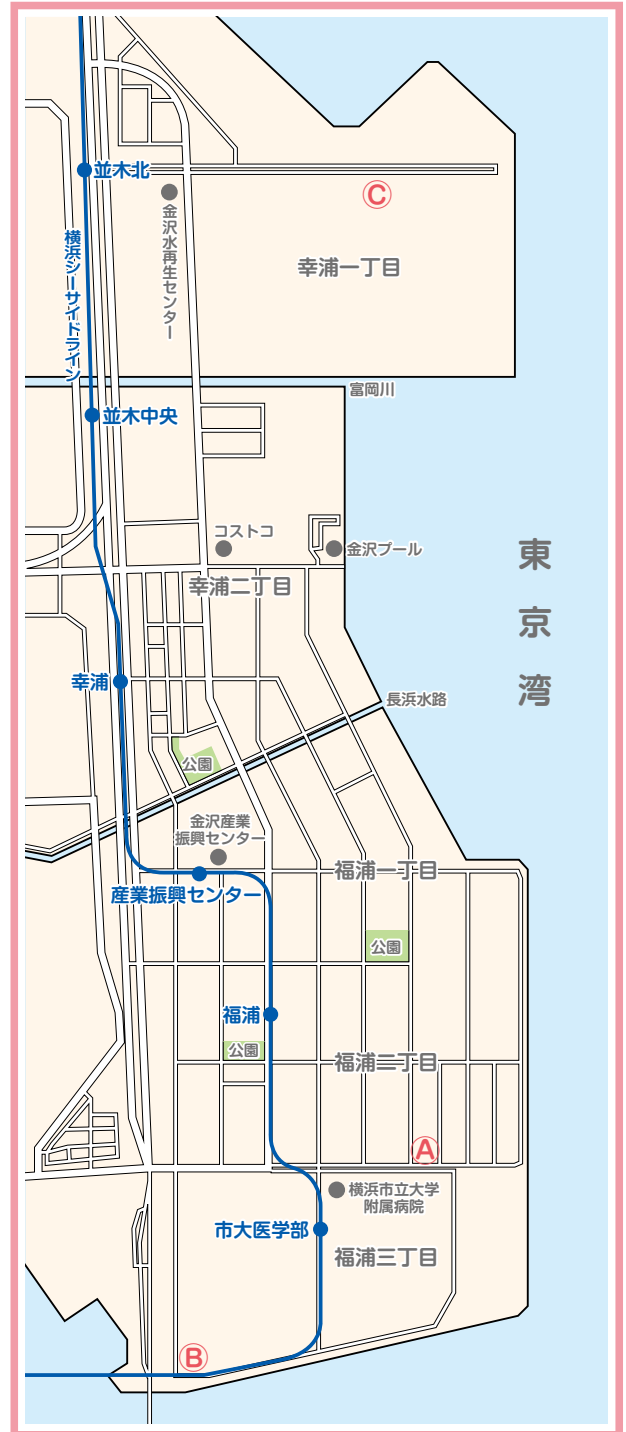 並木北
Ⓒ
金沢水再生センター
幸浦一丁目
横浜シーサイドライン
富岡川
並木中央
コストコ
金沢プール
東京湾
幸浦二丁目
幸浦
長浜水路
公園
金沢産業
振興センター
福浦一丁目
産業振興センター
公園
福浦
公園
福浦二丁目
Ⓐ
横浜市立大学
附属病院
市大医学部
福浦三丁目
Ⓑ